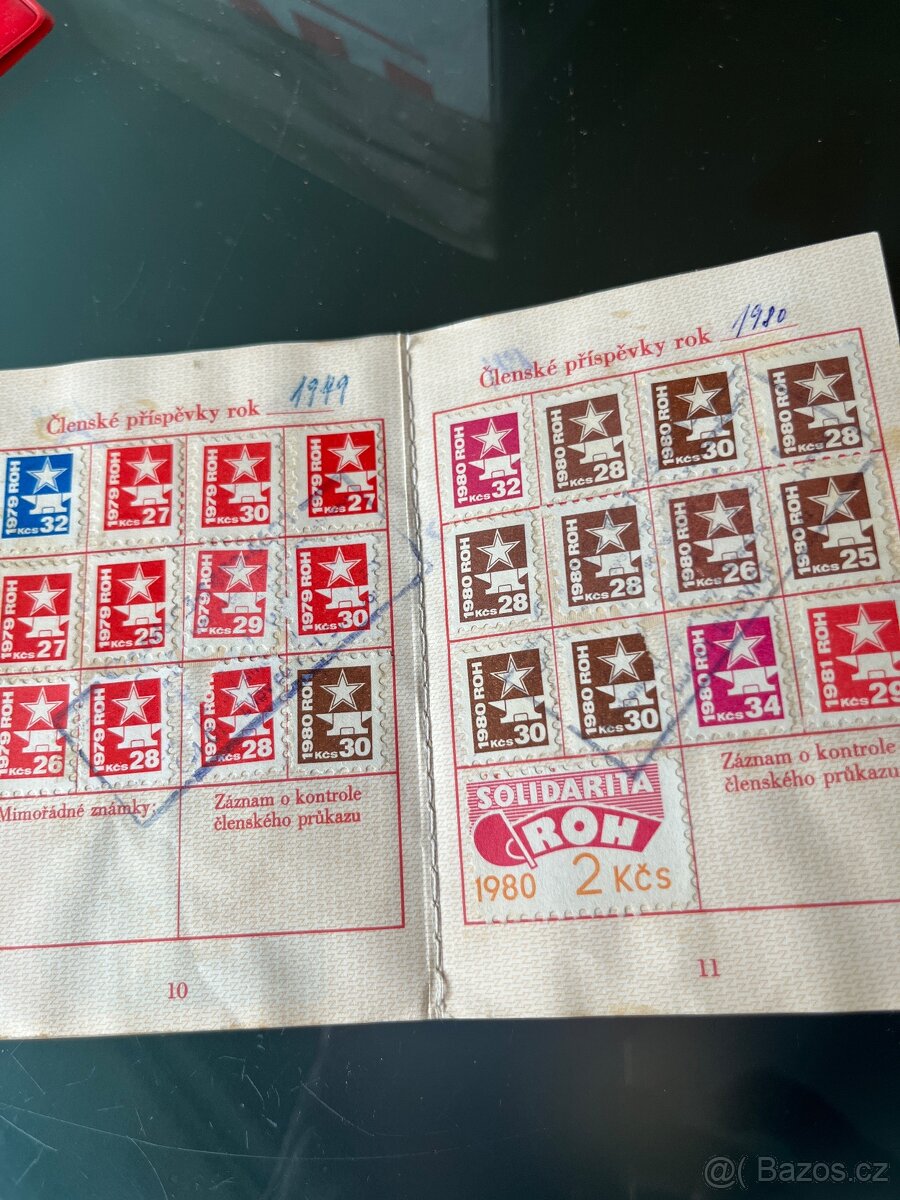 Členské příspěvky rok 1979
1979 ROH Kčs 32
1979 ROH Kčs 27
1979 ROH Kčs 30
1979 ROH Kčs 27
1979 ROH Kčs 27
1979 ROH Kčs 25
1979 ROH Kčs 29
1979 ROH Kčs 30
1979 ROH Kčs 26
1979 ROH Kčs 28
1979 ROH Kčs 28
1980 ROH Kčs 30
Mimořádné známky:
Záznam o kontrole
členského průkazu
10
Členské příspěvky rok 1980
1980 ROH Kčs 32
1980 ROH Kčs 28
1980 ROH Kčs 30
1980 ROH Kčs 28
1980 ROH Kčs 28
1980 ROH Kčs 28
1980 ROH Kčs 26
1980 ROH Kčs 25
1980 ROH Kčs 30
1980 ROH Kčs 30
1980 ROH Kčs 34
1981 ROH Kčs 29
SOLIDARITA
ROH
1980 2 Kčs
Záznam o kontrole
členského průkazu
11
@( Bazos.cz